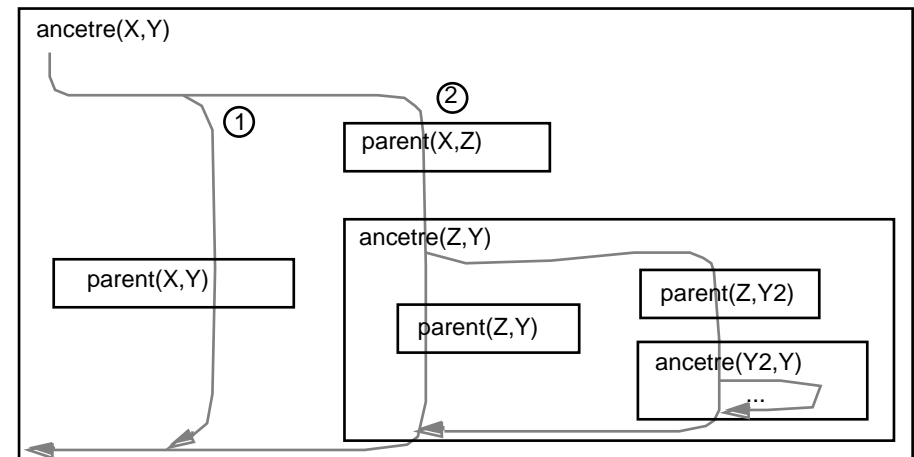 ancetre(X,Y)
2
1
parent(X,Z)
ancetre(Z,Y)
parent(X,Y)
parent(Z,Y2)
parent(Z,Y)
ancetre(Y2,Y)
...